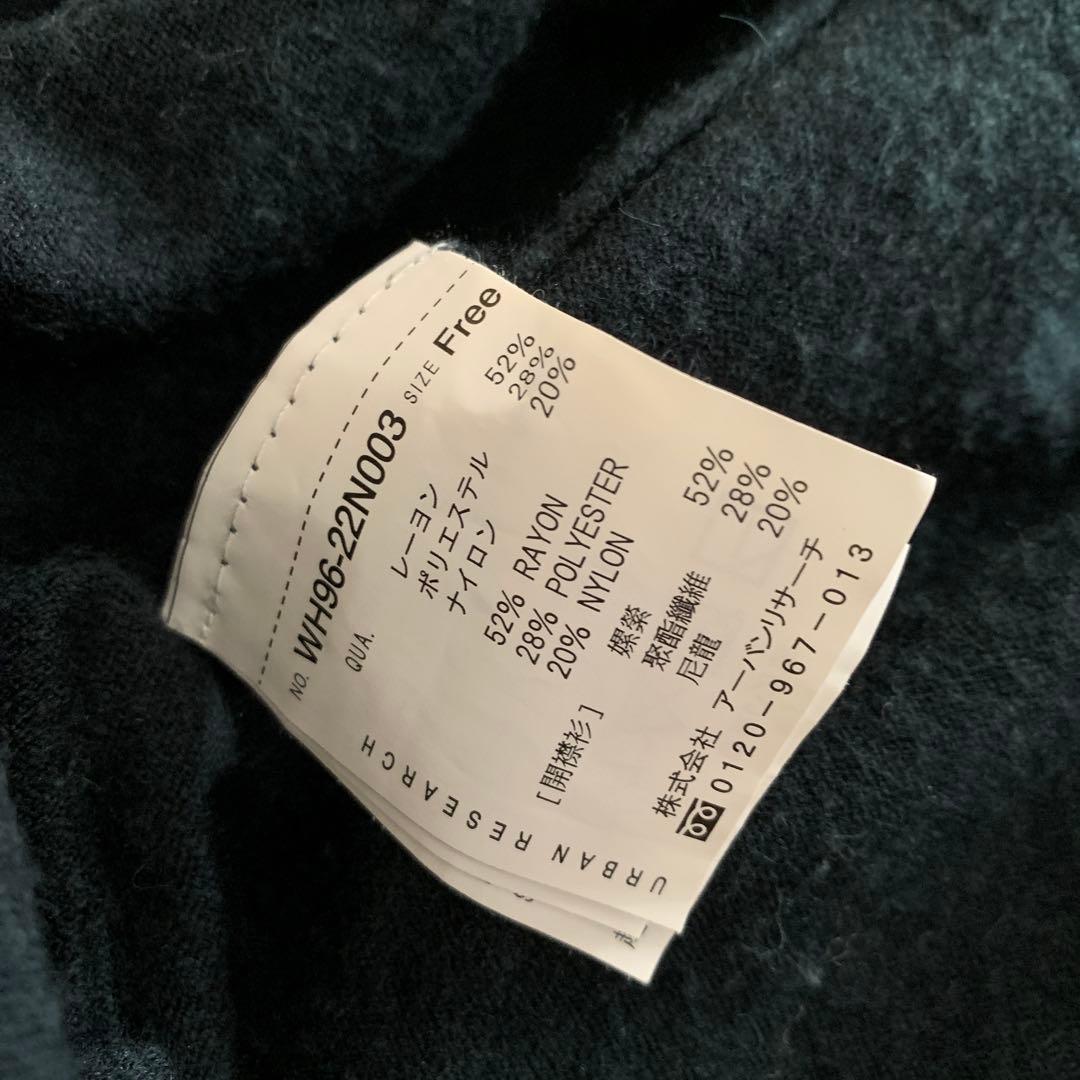 NO. WH96-22N003 SIZE Free
QUA.
レーヨン 52%
ポリエステル 28%
ナイロン 20%
52% RAYON
28% POLYESTER
20% NYLON
[開襟衫]
嫘縈 52%
聚酯纖維 28%
尼龍 20%
株式会社 アーバンリサーチ
0120-967-013
URBAN RESEARCH